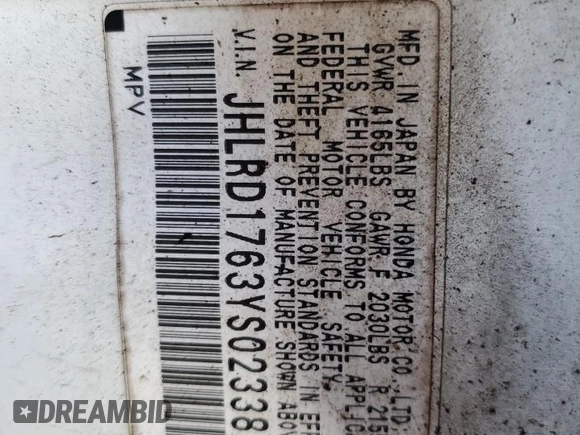 MFD. IN JAPAN BY HONDA MOTOR CO., LTD.
GVWR 4165LBS GAWR F 2030LBS R 215
THIS VEHICLE CONFORMS TO ALL APPLIC
FEDERAL MOTOR VEHICLE SAFETY,
AND THEFT PREVENTION STANDARDS IN EFF
ON THE DATE OF MANUFACTURE SHOWN ABOV
V.I.N. JHLRD1763YS02338
MPV
DREAMBID